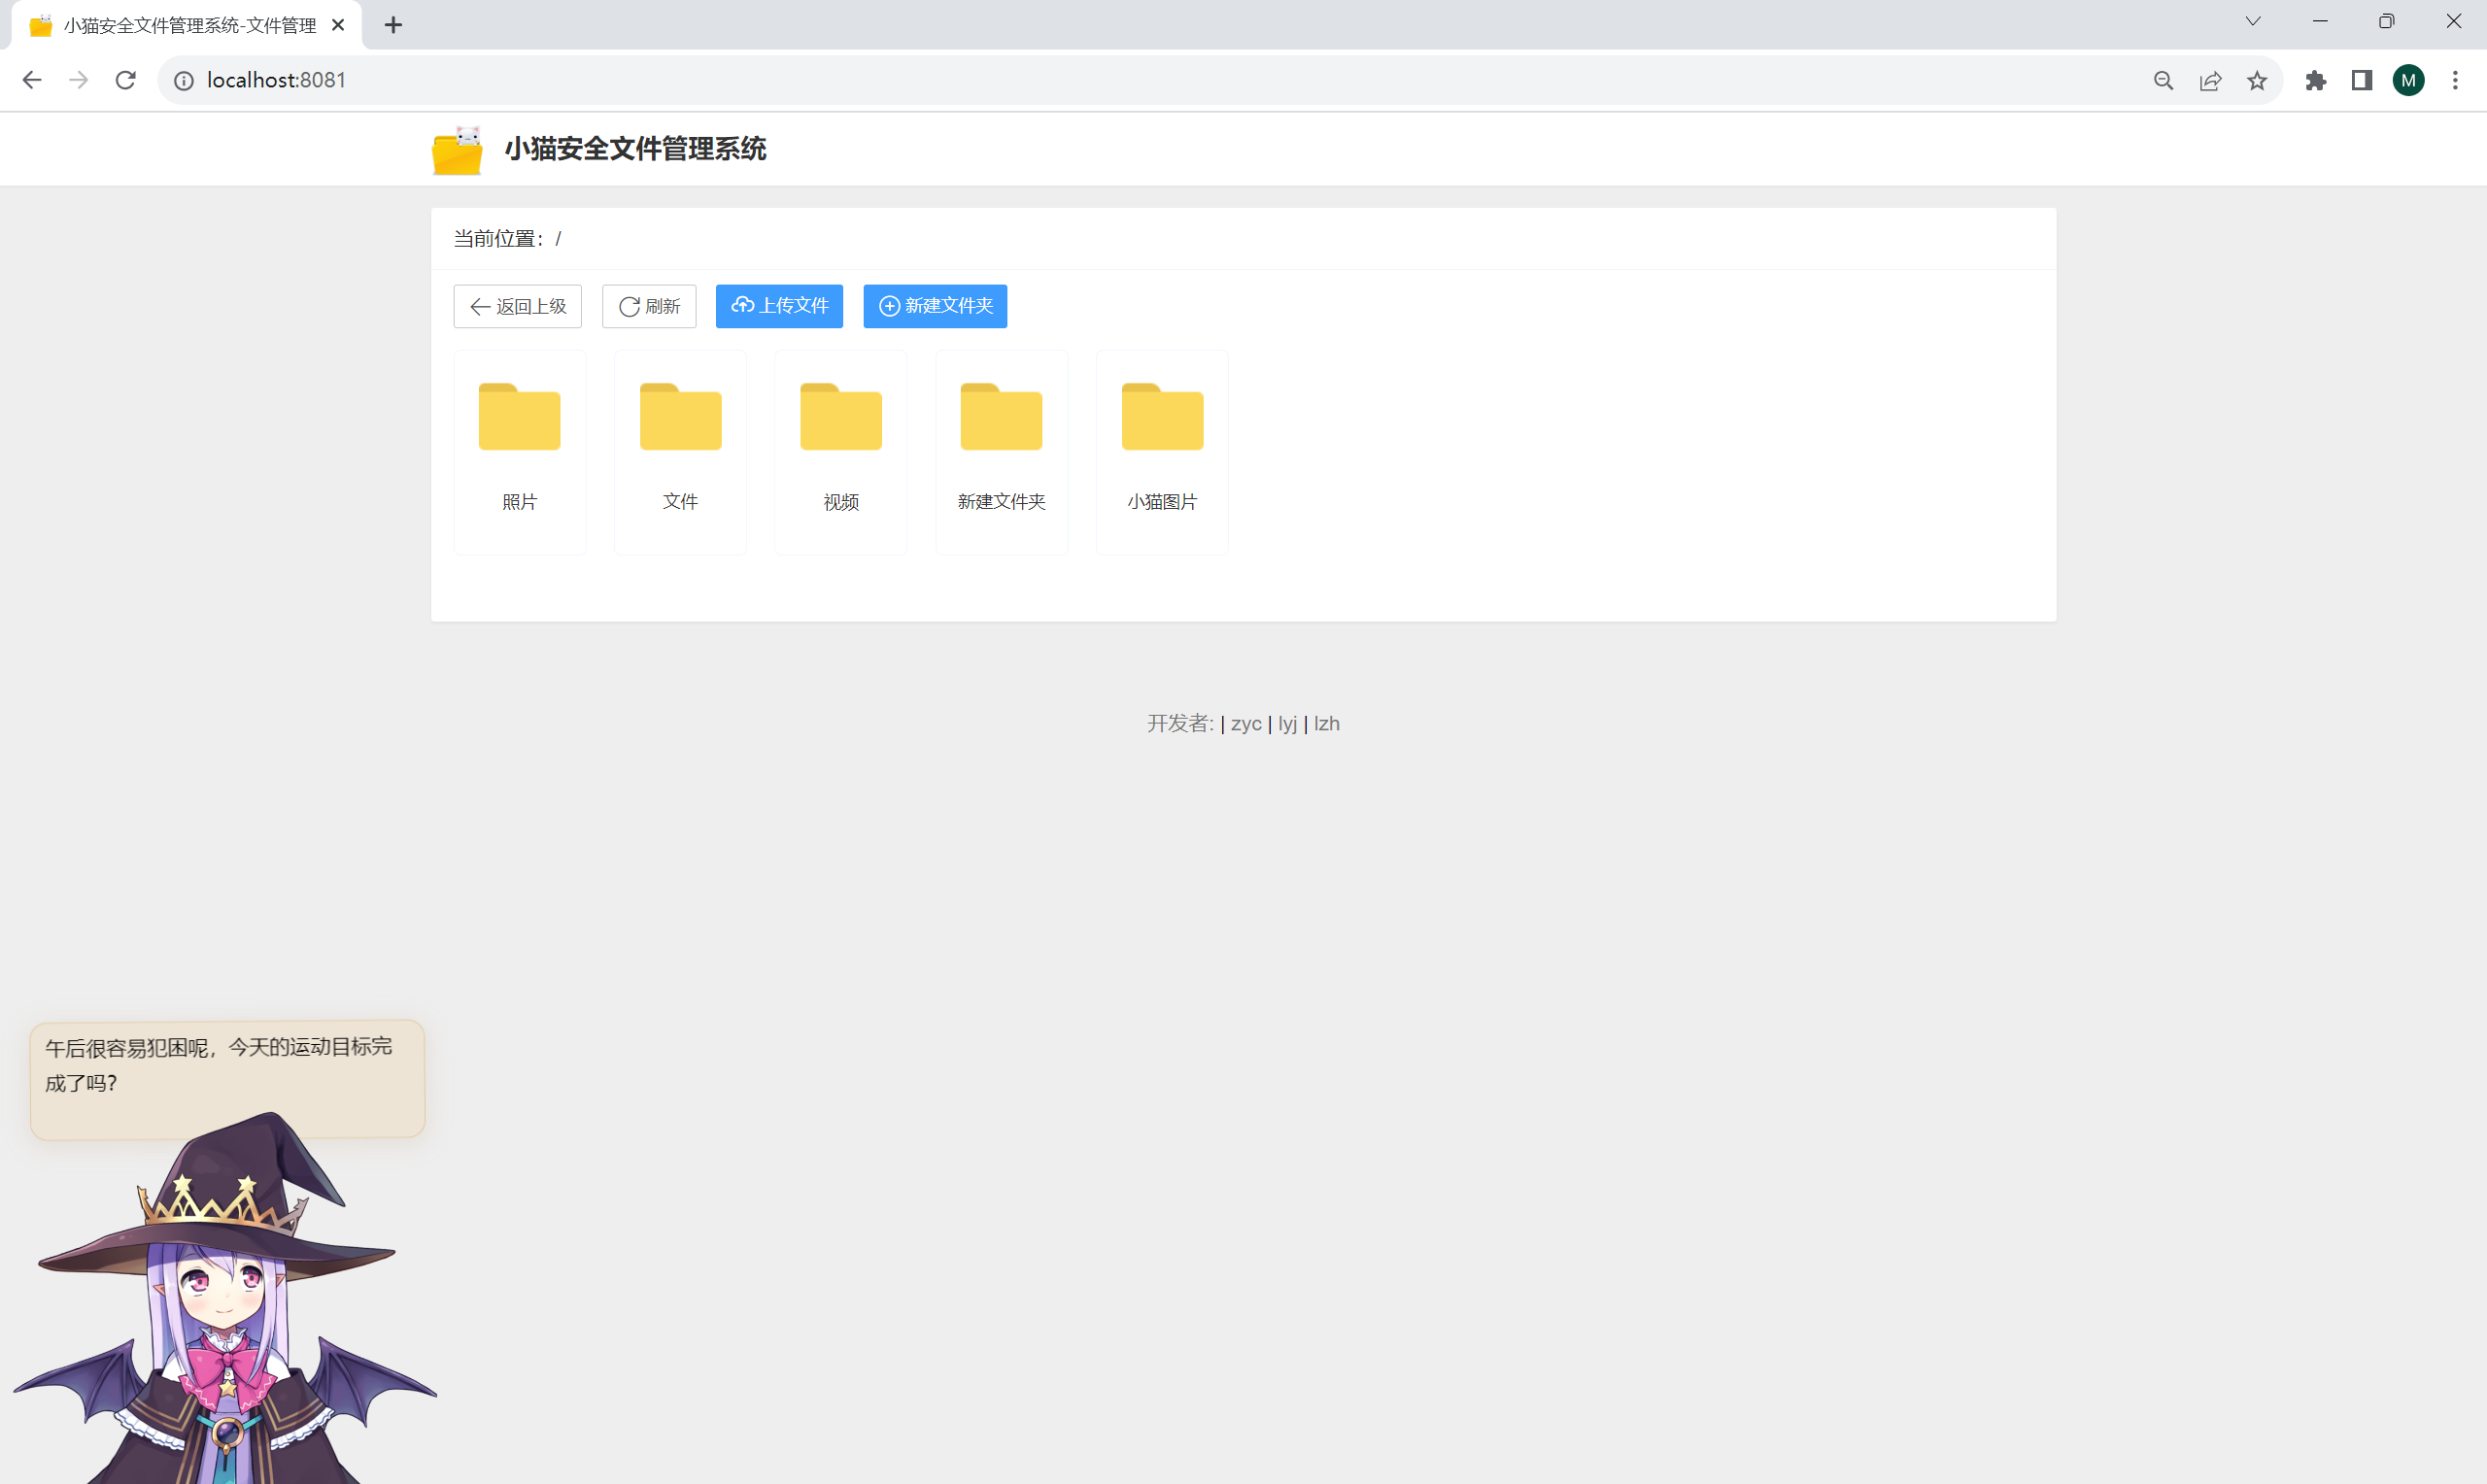 小猫安全文件管理系统-文件管理
localhost:8081
M
小猫安全文件管理系统
当前位置：/
返回上级 刷新 上传文件 新建文件夹
照片 文件 视频 新建文件夹 小猫图片
开发者: | zyc | lyj | lzh
午后很容易犯困呢，今天的运动目标完
成了吗？